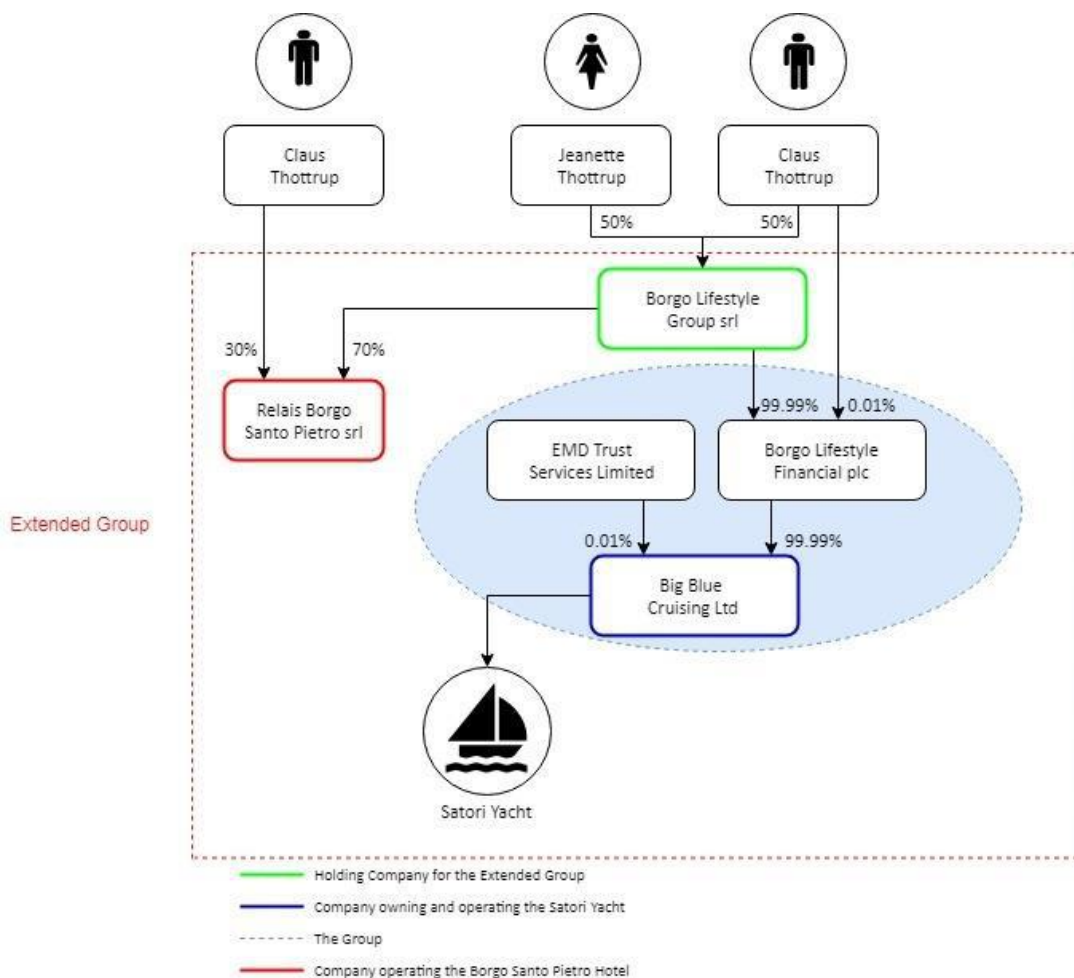 Claus
Thottrup
Jeanette
Thottrup
Claus
Thottrup
50%
50%
Borgo Lifestyle
Group srl
30%
70%
Relais Borgo
Santo Pietro srl
99.99%
0.01%
EMD Trust
Services Limited
Borgo Lifestyle
Financial plc
Extended Group
0.01%
99.99%
Big Blue
Cruising Ltd
Satori Yacht
Holding Company for the Extended Group
Company owning and operating the Satori Yacht
The Group
Company operating the Borgo Santo Pietro Hotel